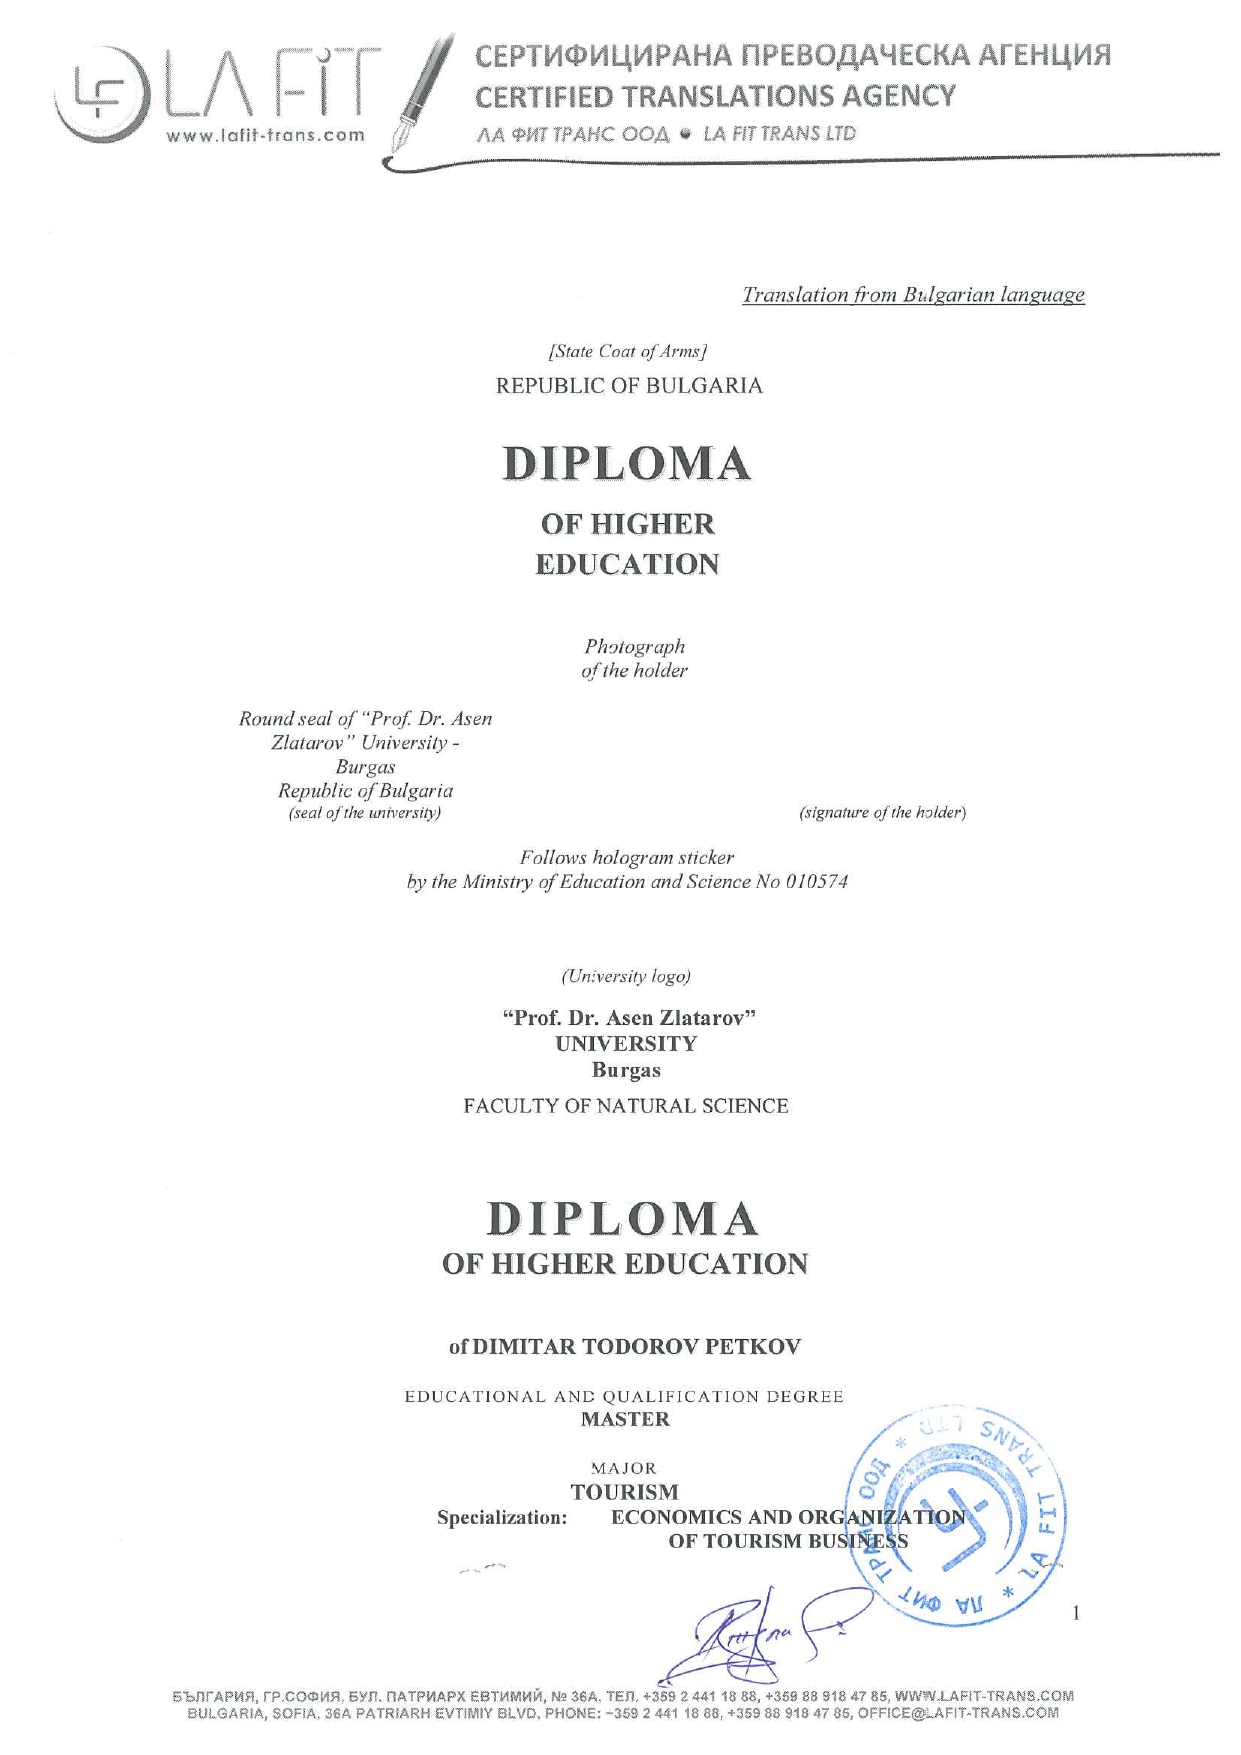 LA FiT
www.lafit-trans.com
СЕРТИФИЦИРАНА ПРЕВОДАЧЕСКА АГЕНЦИЯ
CERTIFIED TRANSLATIONS AGENCY
ЛА ФИТ ТРАНС ООД ● LA FIT TRANS LTD
Translation from Bulgarian language
[State Coat of Arms]
REPUBLIC OF BULGARIA
DIPLOMA
OF HIGHER
EDUCATION
Photograph
of the holder
Round seal of “Prof. Dr. Asen
Zlatarov” University -
Burgas
Republic of Bulgaria
(seal of the university)
(signature of the holder)
Follows hologram sticker
by the Ministry of Education and Science No 010574
(University logo)
“Prof. Dr. Asen Zlatarov”
UNIVERSITY
Burgas
FACULTY OF NATURAL SCIENCE
DIPLOMA
OF HIGHER EDUCATION
of DIMITAR TODOROV PETKOV
EDUCATIONAL AND QUALIFICATION DEGREE
MASTER
MAJOR
TOURISM
Specialization: ECONOMICS AND ORGANIZATION
OF TOURISM BUSINESS
ЛА ФИТ ТРАНС ООД * LA FIT TRANS LTD *
1
БЪЛГАРИЯ, ГР.СОФИЯ, БУЛ. ПАТРИАРХ ЕВТИМИЙ, № 36А, ТЕЛ. +359 2 441 18 88, +359 88 918 47 85, WWW.LAFIT-TRANS.COM
BULGARIA, SOFIA, 36A PATRIARH EVTIMIY BLVD, PHONE: +359 2 441 18 88, +359 88 918 47 85, OFFICE@LAFIT-TRANS.COM